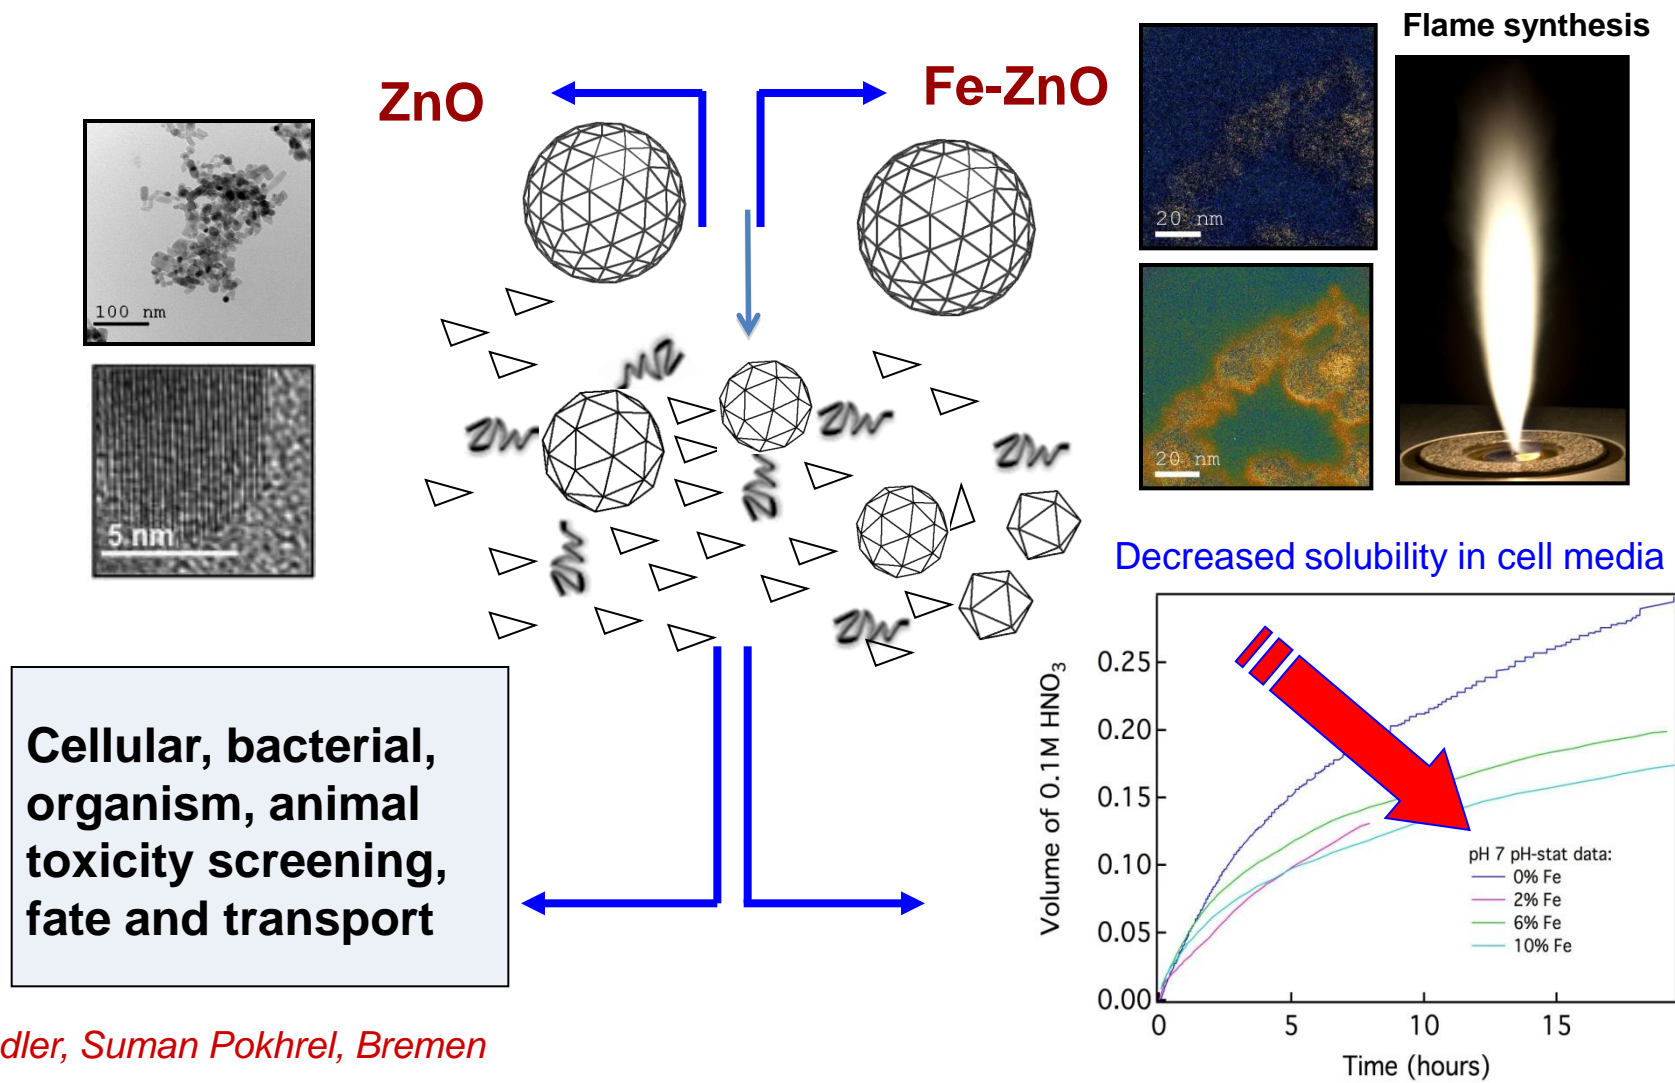 Flame synthesis
ZnO
Fe-ZnO
100 nm
5 nm
20 nm
20 nm
Decreased solubility in cell media
Cellular, bacterial,
organism, animal
toxicity screening,
fate and transport
Volume of 0.1M HNO₃
0.25
0.20
0.15
0.10
0.05
0.00
0
5
10
15
Time (hours)
pH 7 pH-stat data:
0% Fe
2% Fe
6% Fe
10% Fe
dler, Suman Pokhrel, Bremen